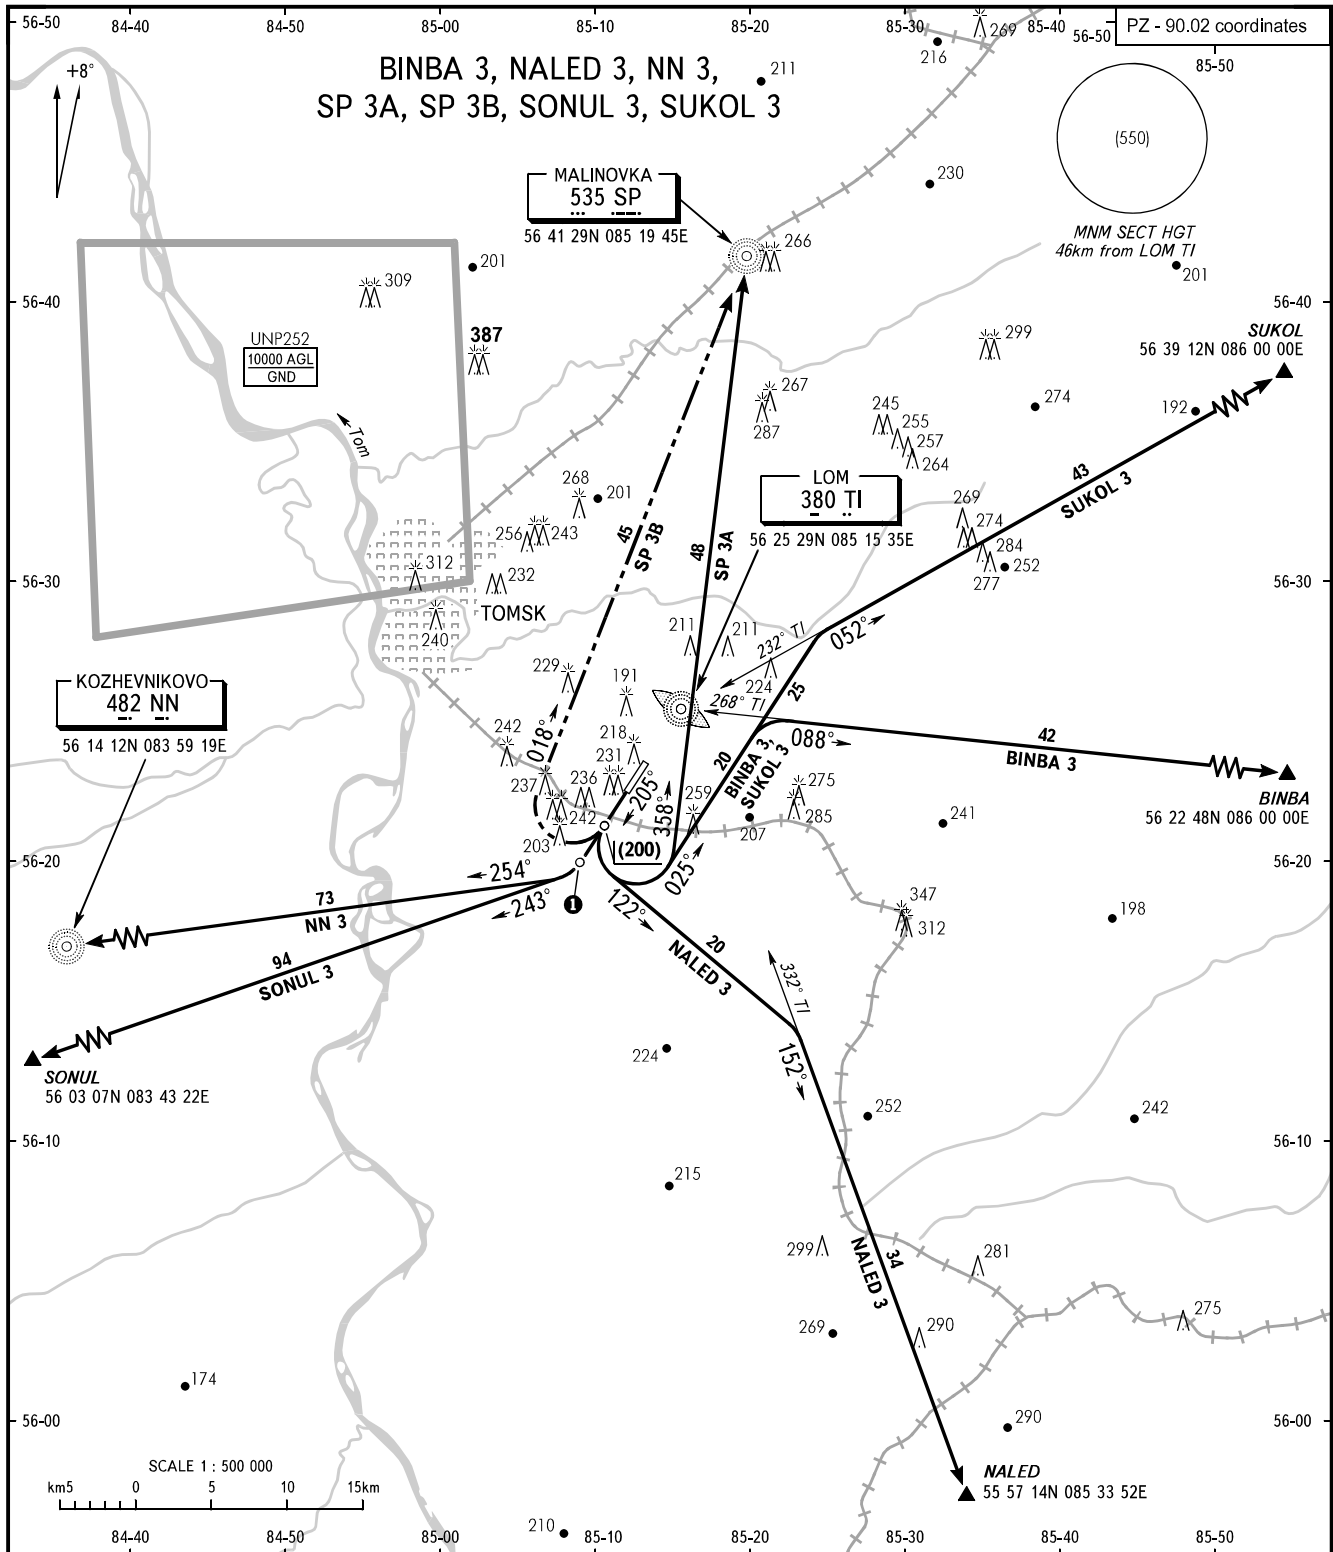 56-50
84-40
84-50
85-00
85-10
85-20
85-30
85-40
56-50
PZ - 90.02 coordinates
85-50
269
216
+8°
BINBA 3, NALED 3, NN 3,
SP 3A, SP 3B, SONUL 3, SUKOL 3
211
(550)
MNM SECT HGT
46km from LOM TI
230
MALINOVKA
535 SP
56 41 29N 085 19 45E
266
201
201
309
56-40
56-40
SUKOL
56 39 12N 086 00 00E
UNP252
10000 AGL
GND
387
299
274
192
267
287
245
255
257
264
Tom
43
SUKOL 3
268
201
LOM
380 TI
56 25 29N 085 15 35E
269
274
284
277
252
256
243
45
SP 3B
48
SP 3A
312
232
56-30
56-30
TOMSK
240
211
211
232° TI
052°
224
268° TI
229
191
25
KOZHEVNIKOVO
482 NN
56 14 12N 083 59 19E
018°
242
218
231
237
236
242
203
205°
358°
259
20
BINBA 3,
SUKOL 3
088°
42
BINBA 3
275
285
207
241
BINBA
56 22 48N 086 00 00E
56-20
56-20
(200)
025°
254°
243°
1
122°
73
NN 3
94
SONUL 3
20
NALED 3
347
312
198
332° TI
152°
SONUL
56 03 07N 083 43 22E
224
252
242
56-10
56-10
215
299
34
NALED 3
281
275
269
290
174
56-00
56-00
290
SCALE 1 : 500 000
km5
0
5
10
15km
NALED
55 57 14N 085 33 52E
210
84-40
84-50
85-00
85-10
85-20
85-30
85-40
85-50